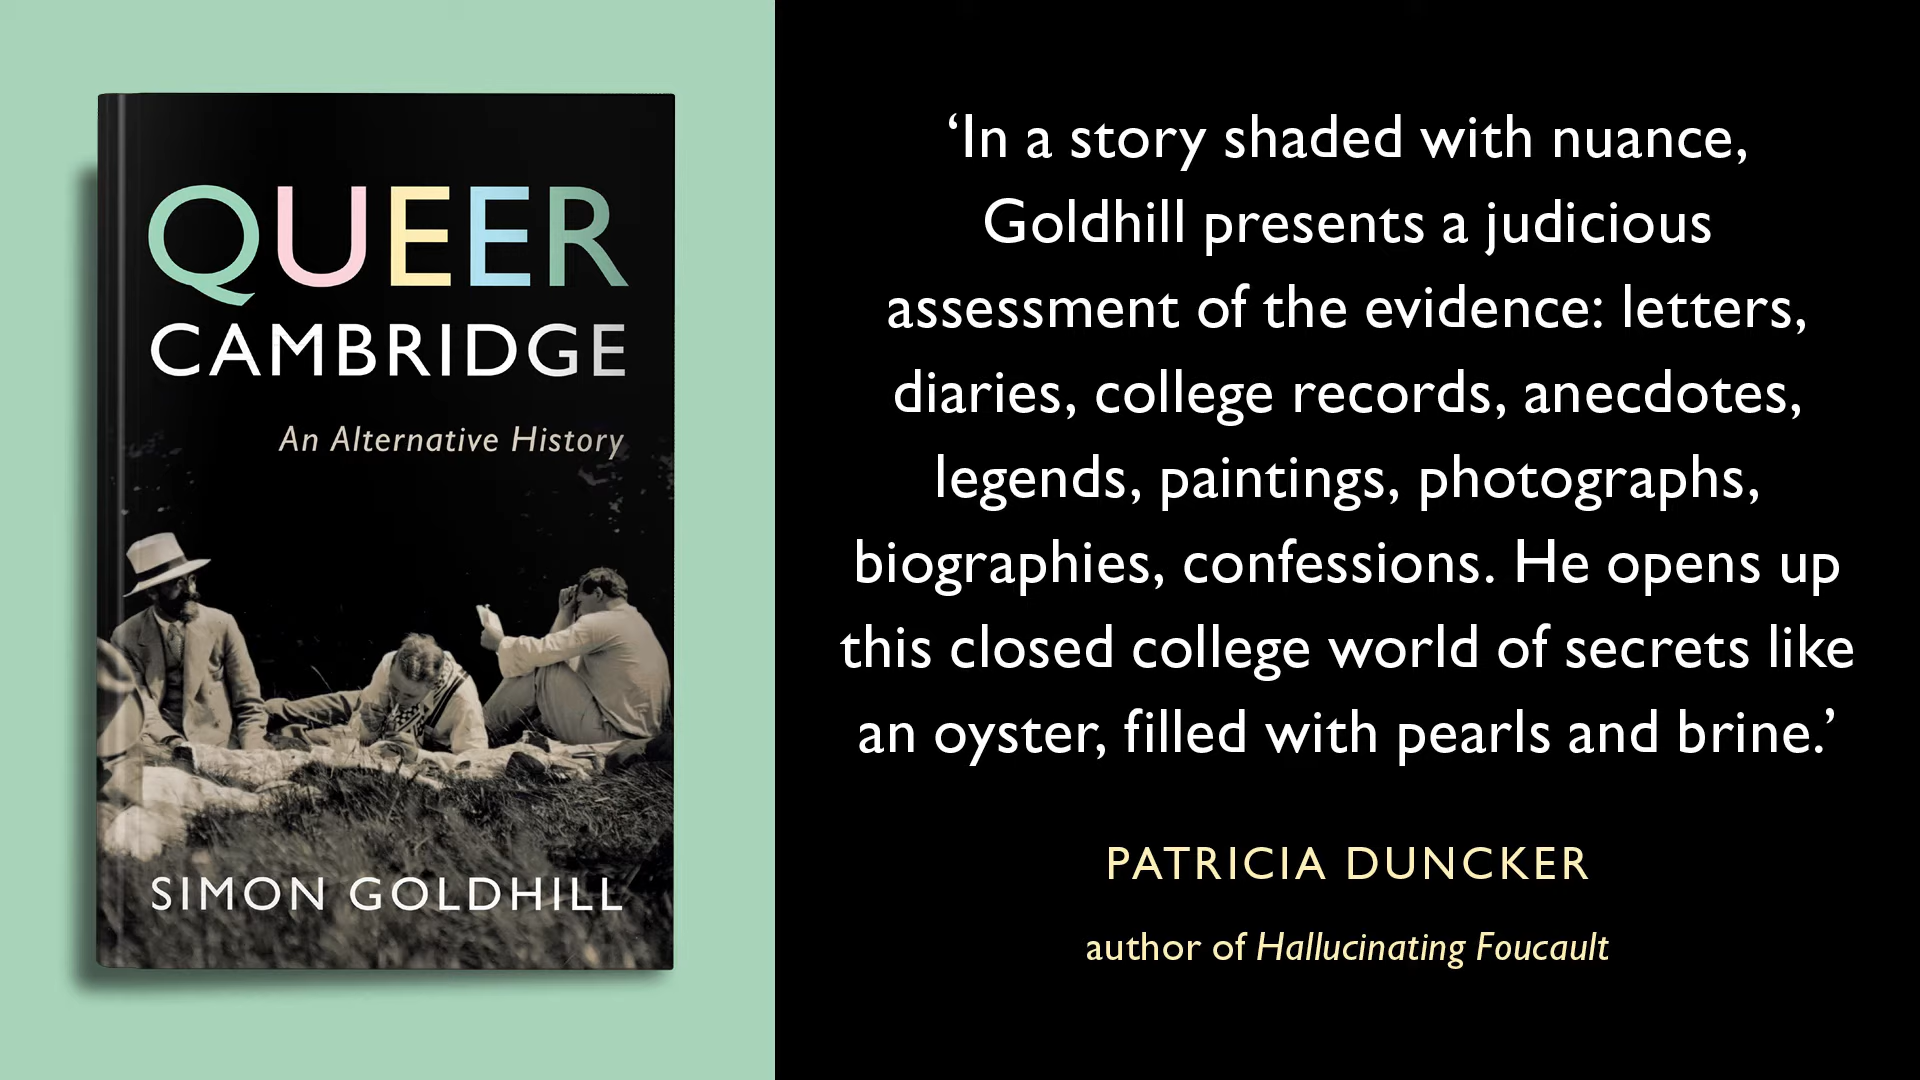 QUEER
CAMBRIDGE
An Alternative History
SIMON GOLDHILL
‘In a story shaded with nuance,
Goldhill presents a judicious
assessment of the evidence: letters,
diaries, college records, anecdotes,
legends, paintings, photographs,
biographies, confessions. He opens up
this closed college world of secrets like
an oyster, filled with pearls and brine.’
PATRICIA DUNCKER
author of Hallucinating Foucault